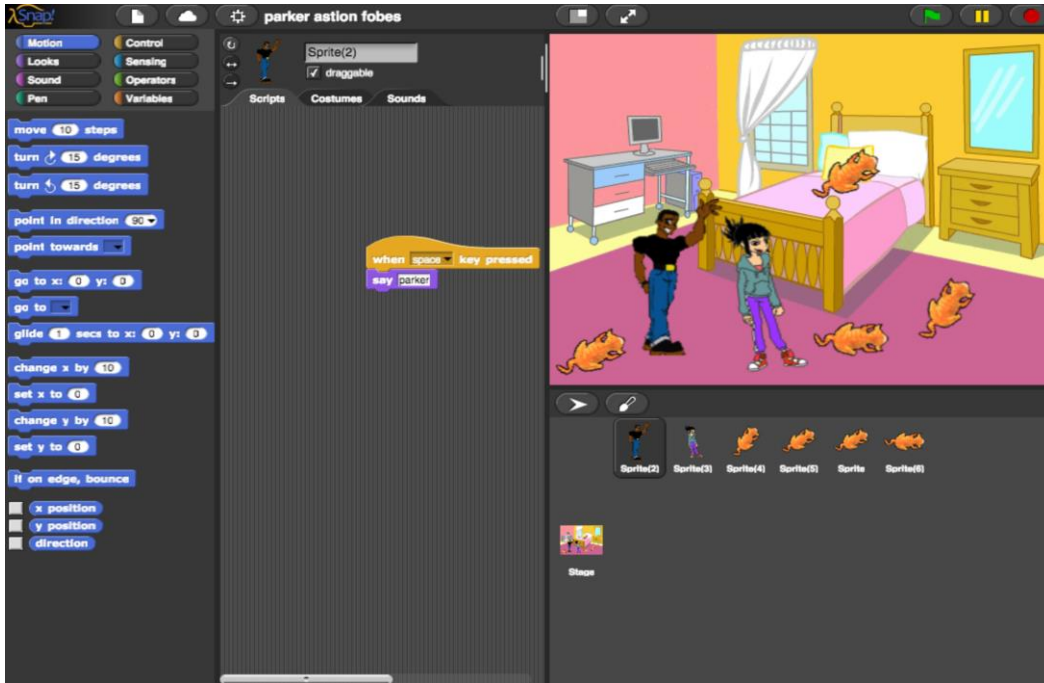 Snap!
parker astion fobes
Motion
Control
Looks
Sensing
Sound
Operators
Pen
Variables
move 10 steps
turn 15 degrees
turn 15 degrees
point in direction 90
point towards
go to x: 0 y: 0
go to
glide 1 secs to x: 0 y: 0
change x by 10
set x to 0
change y by 10
set y to 0
if on edge, bounce
x position
y position
direction
Sprite(2)
draggable
Scripts Costumes Sounds
when space key pressed
say parker
Sprite(2) Sprite(3) Sprite(4) Sprite(5) Sprite Sprite(6)
Stage